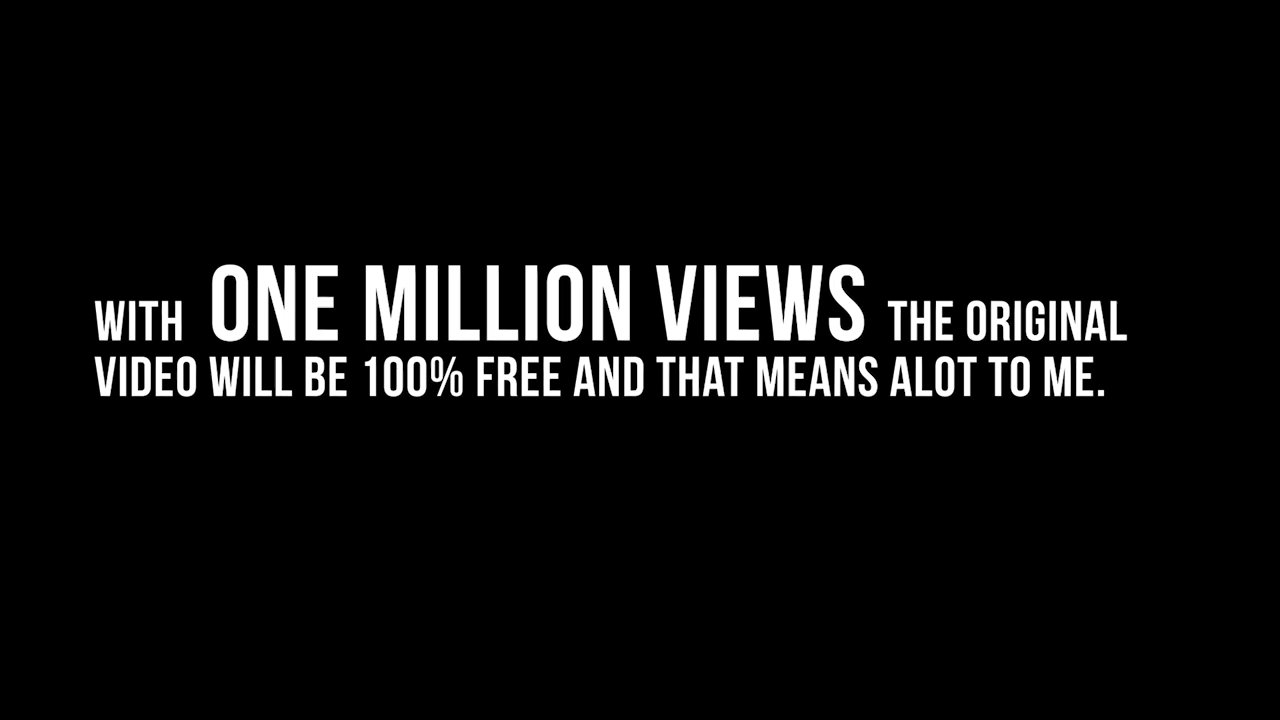 WITH ONE MILLION VIEWS THE ORIGINAL
VIDEO WILL BE 100% FREE AND THAT MEANS ALOT TO ME.